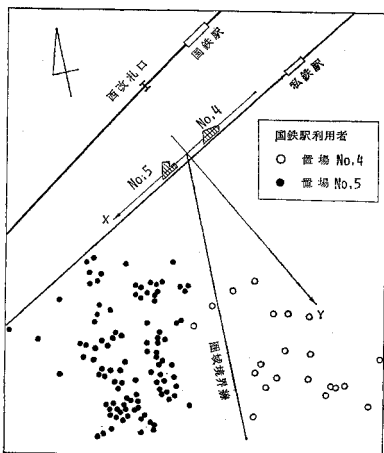 国鉄駅
西改札口
私鉄駅
No.4
No.5
X
Y
国鉄駅利用者
置場 No.4
置場 No.5
圏域境界線